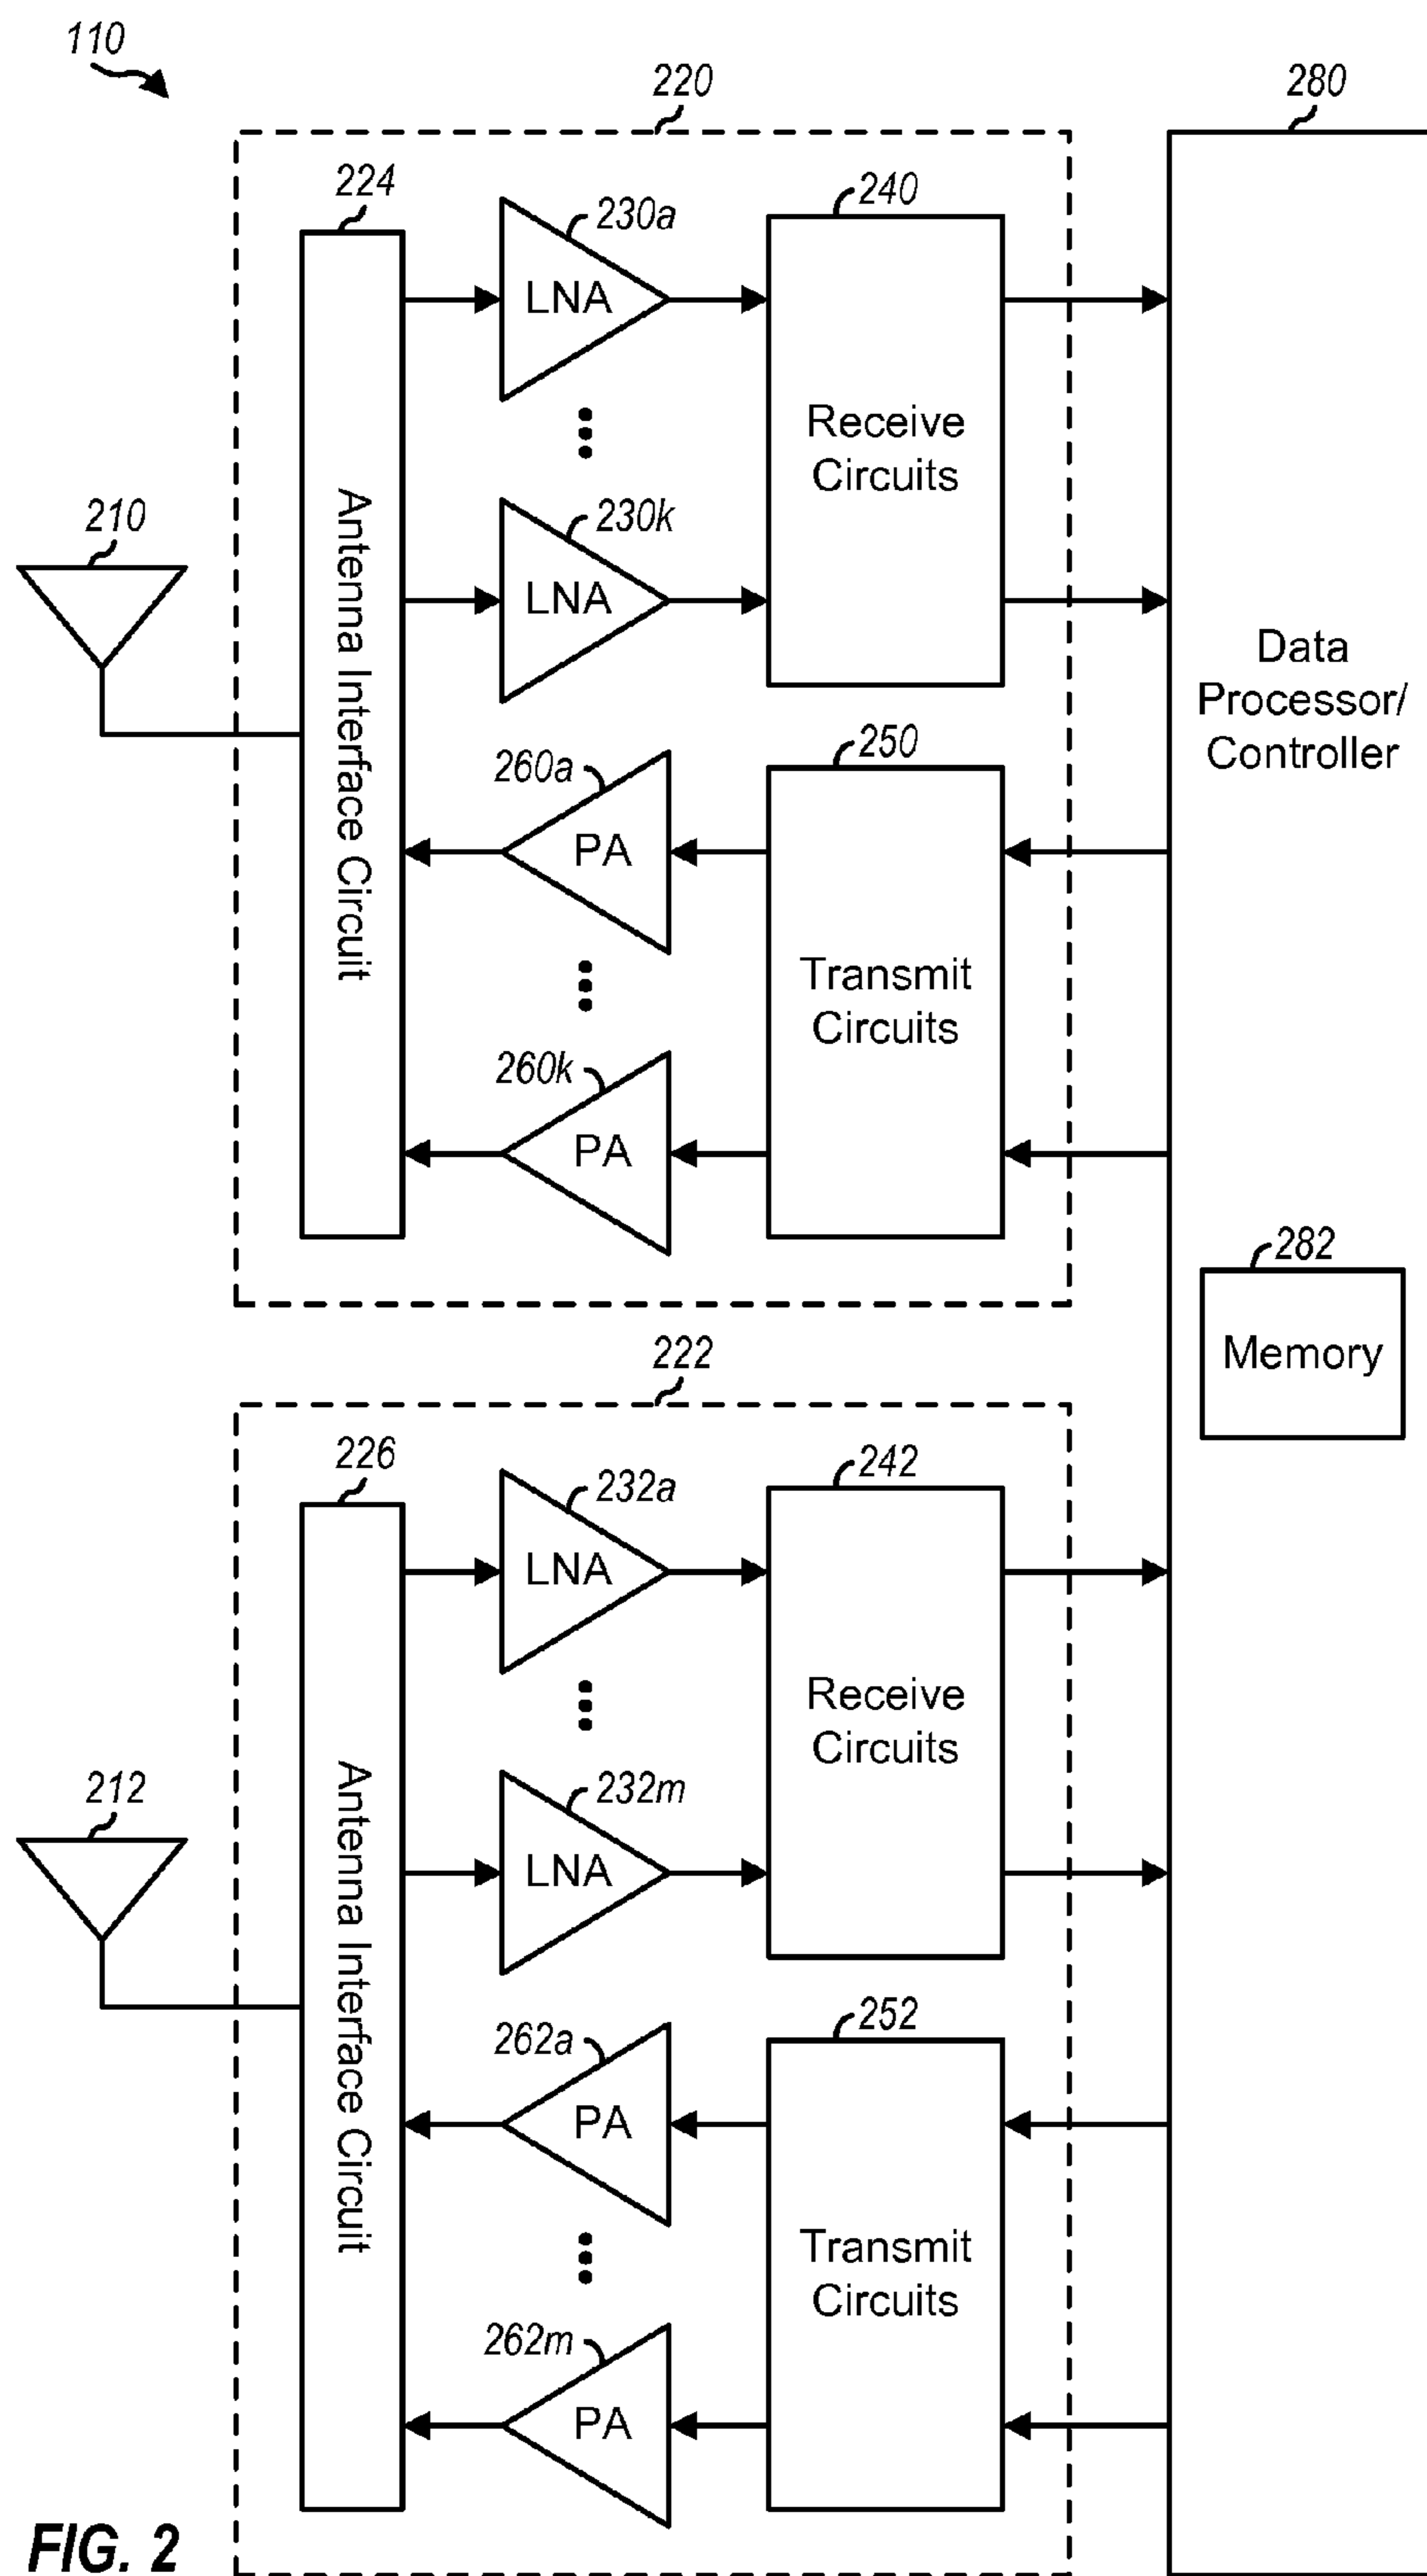 110
220
280
224
230a
240
LNA
Receive
Circuits
230k
LNA
210
Antenna Interface Circuit
Data
Processor/
Controller
260a
250
PA
Transmit
Circuits
260k
PA
282
Memory
222
226
232a
242
LNA
Receive
Circuits
232m
LNA
212
Antenna Interface Circuit
262a
252
PA
Transmit
Circuits
262m
PA
FIG. 2